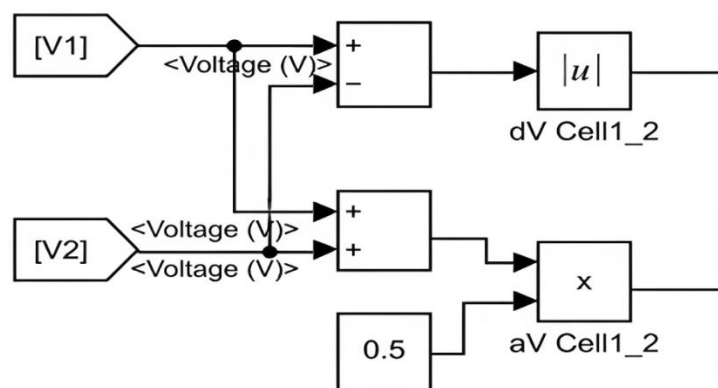 [V1]
<Voltage (V)>
+
−
|u|
dV Cell1_2
[V2]
<Voltage (V)>
<Voltage (V)>
+
+
x
0.5
aV Cell1_2